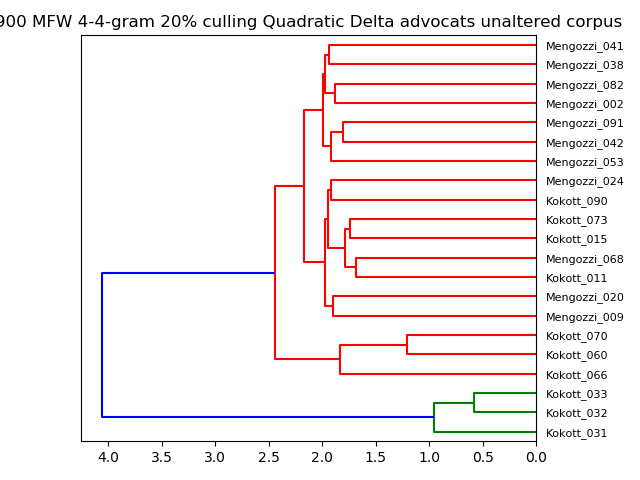 900 MFW 4-4-gram 20% culling Quadratic Delta advocats unaltered corpus
Mengozzi_041
Mengozzi_038
Mengozzi_082
Mengozzi_002
Mengozzi_091
Mengozzi_042
Mengozzi_053
Mengozzi_024
Kokott_090
Kokott_073
Kokott_015
Mengozzi_068
Kokott_011
Mengozzi_020
Mengozzi_009
Kokott_070
Kokott_060
Kokott_066
Kokott_033
Kokott_032
Kokott_031
4.0 3.5 3.0 2.5 2.0 1.5 1.0 0.5 0.0